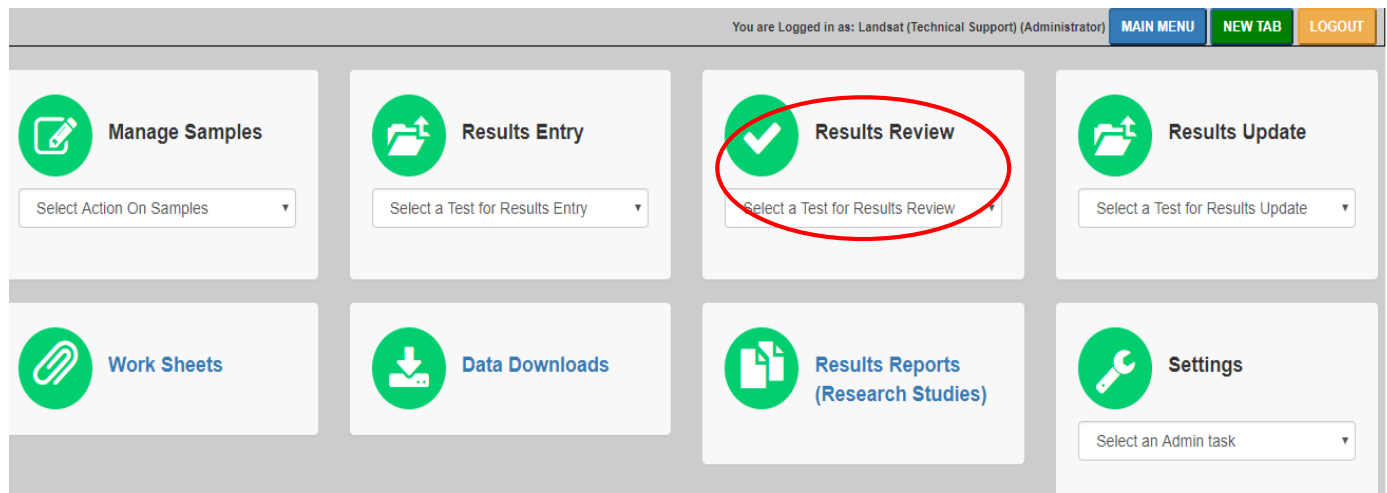 You are Logged in as: Landsat (Technical Support) (Administrator) MAIN MENU NEW TAB LOGOUT
Manage Samples
Select Action On Samples
Results Entry
Select a Test for Results Entry
Results Review
Select a Test for Results Review
Results Update
Select a Test for Results Update
Work Sheets
Data Downloads
Results Reports
(Research Studies)
Settings
Select an Admin task